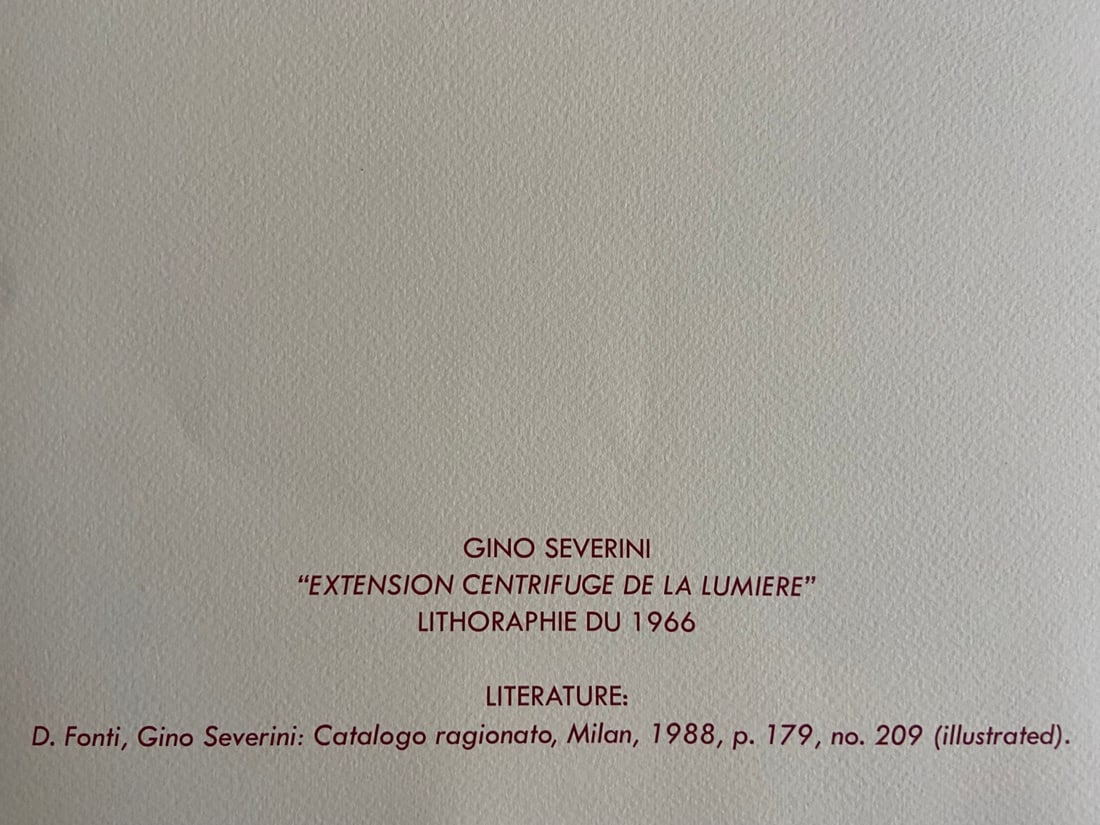 GINO SEVERINI
“EXTENSION CENTRIFUGE DE LA LUMIERE”
LITHORAPHIE DU 1966
LITERATURE:
D. Fonti, Gino Severini: Catalogo ragionato, Milan, 1988, p. 179, no. 209 (illustrated).